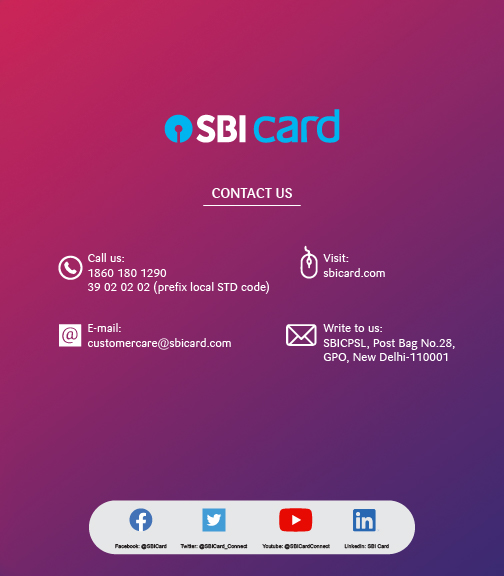 SBI card
CONTACT US
Call us:
1860 180 1290
39 02 02 02 (prefix local STD code)
Visit:
sbicard.com
E-mail:
customercare@sbicard.com
Write to us:
SBICPSL, Post Bag No.28,
GPO, New Delhi-110001
Facebook: @SBICard
Twitter: @SBICard_Connect
Youtube: @SBICardConnect
LinkedIn: SBI Card